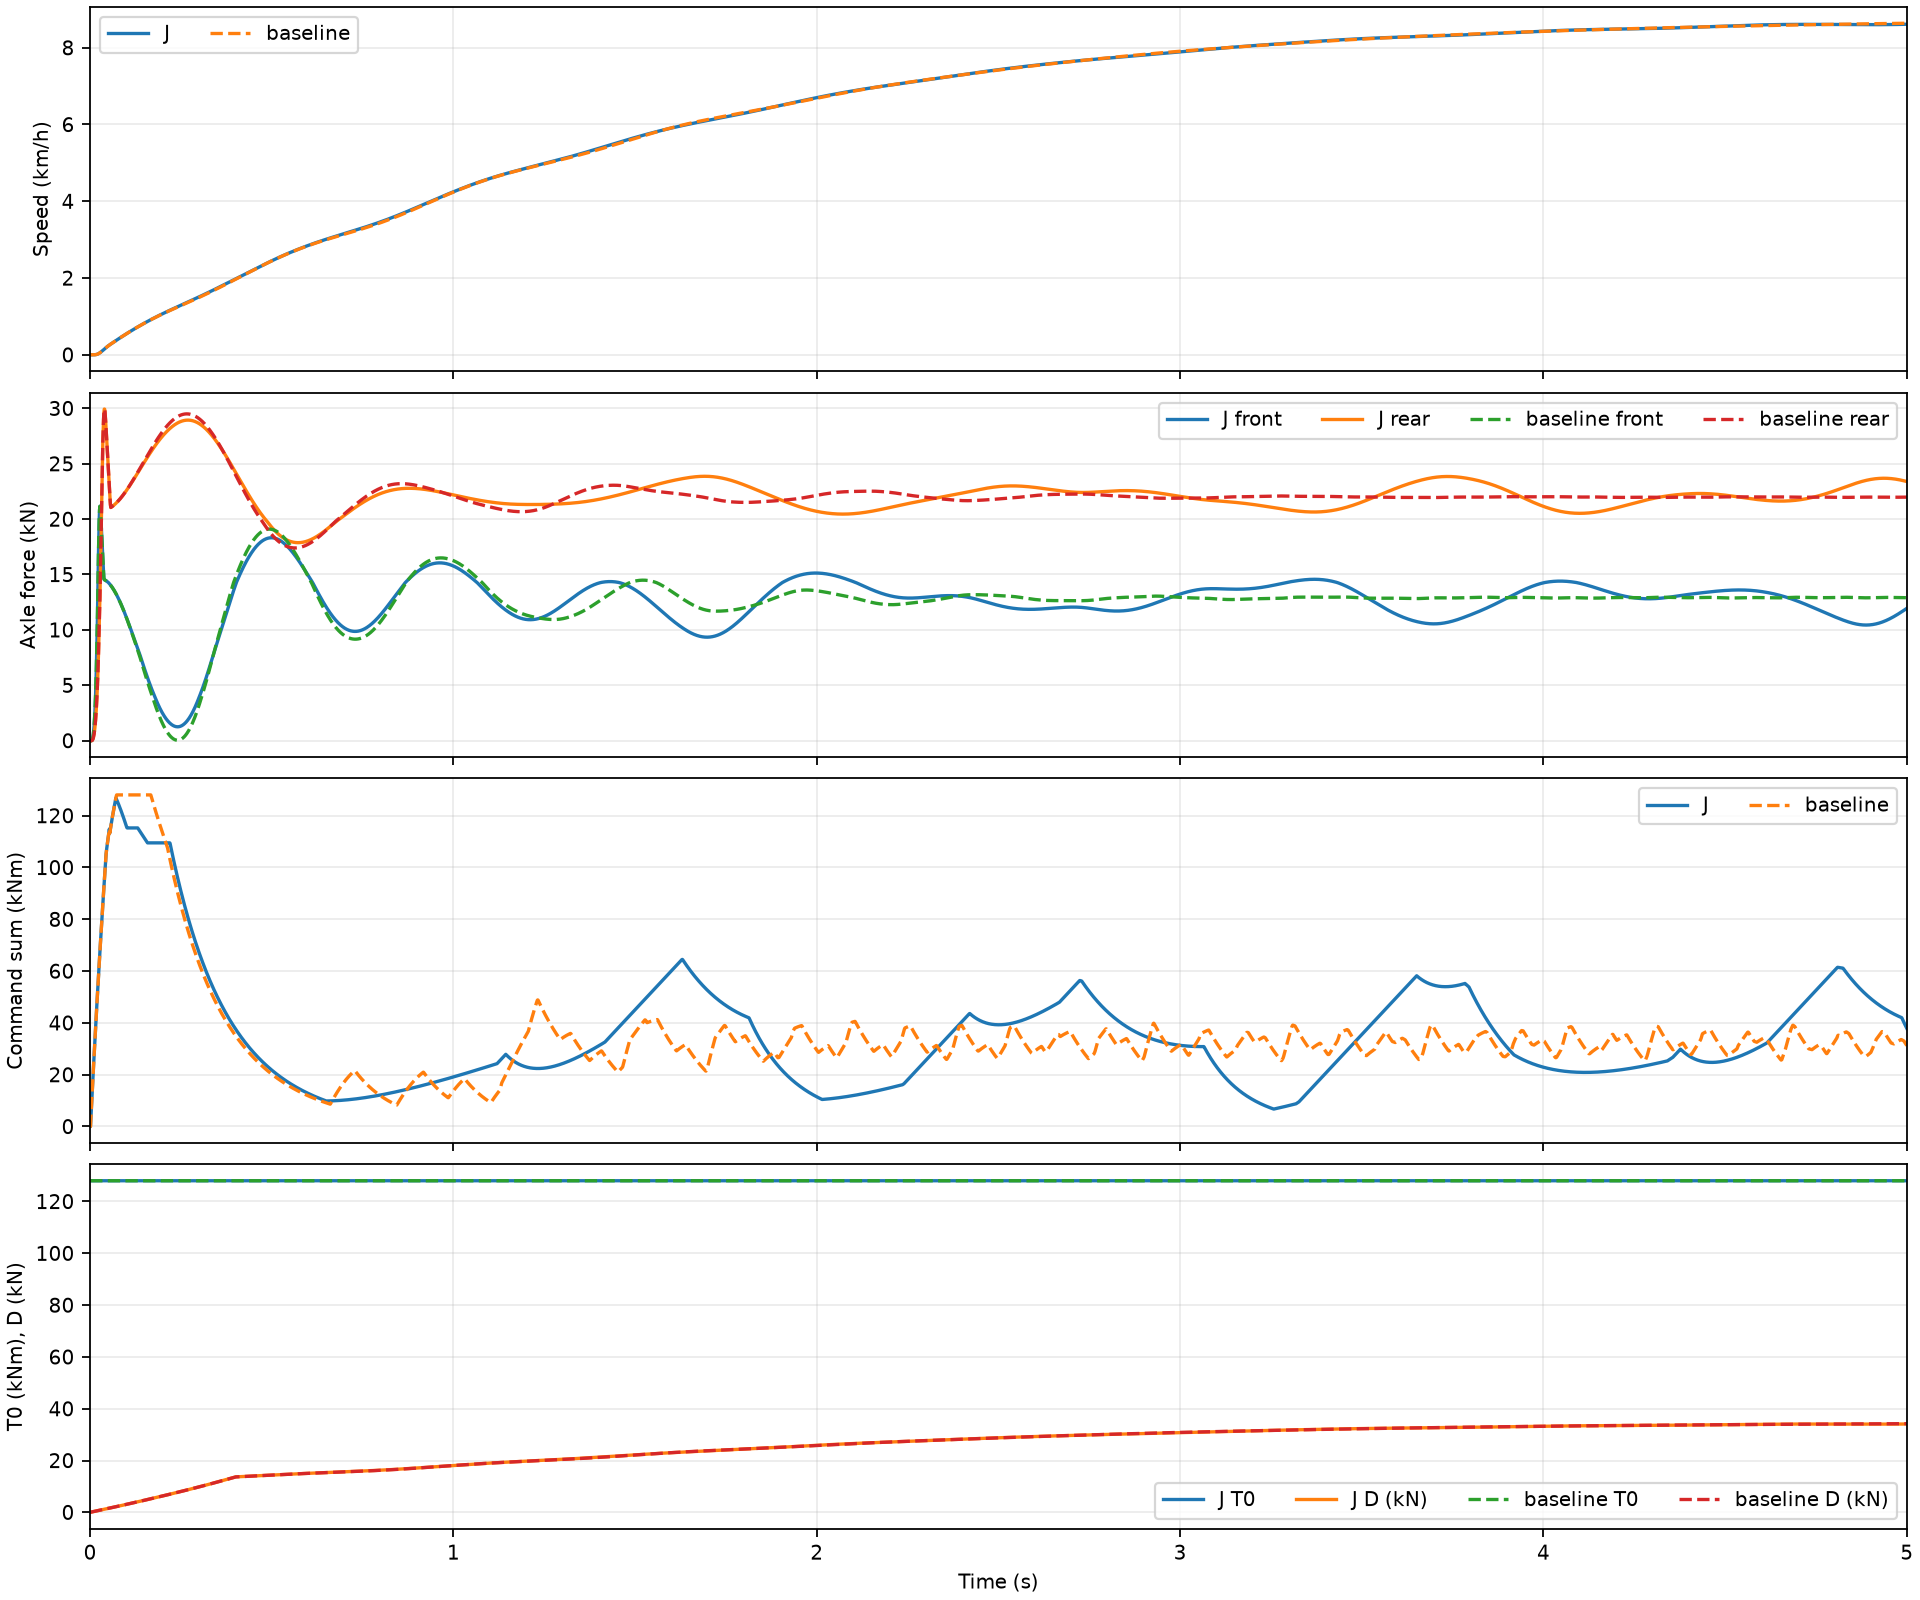 J baseline
8
6
4
2
0
Speed (km/h)
J front J rear baseline front baseline rear
30
25
20
15
10
5
0
Axle force (kN)
J baseline
120
100
80
60
40
20
0
Command sum (kNm)
120
100
80
60
40
20
0
T0 (kNm), D (kN)
J T0 J D (kN) baseline T0 baseline D (kN)
0 1 2 3 4 5
Time (s)